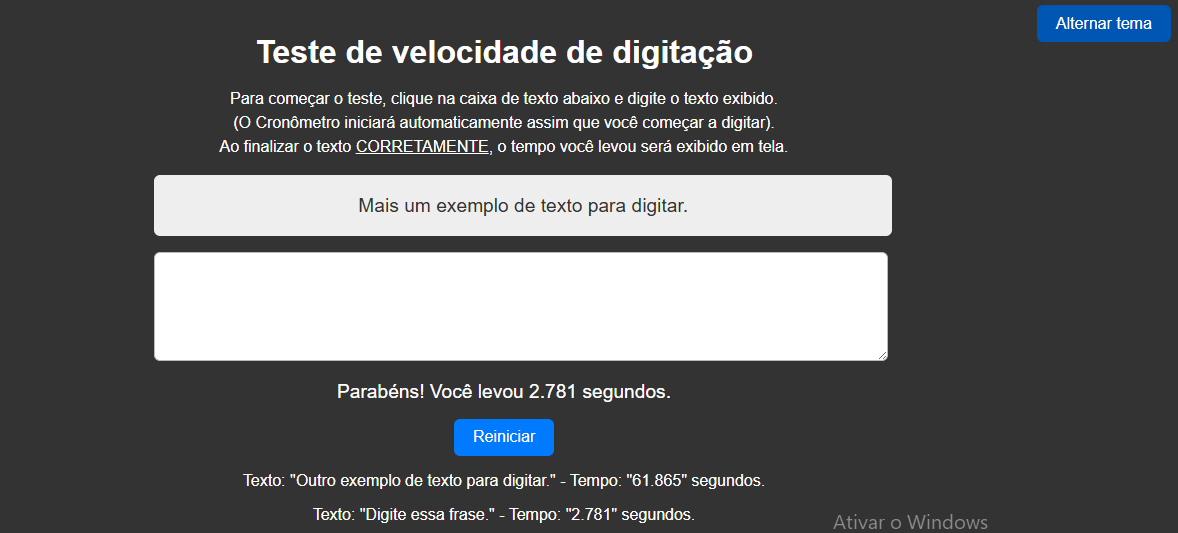 Alternar tema
Teste de velocidade de digitação
Para começar o teste, clique na caixa de texto abaixo e digite o texto exibido.
(O Cronômetro iniciará automaticamente assim que você começar a digitar).
Ao finalizar o texto CORRETAMENTE, o tempo você levou será exibido em tela.
Mais um exemplo de texto para digitar.
Parabéns! Você levou 2.781 segundos.
Reiniciar
Texto: "Outro exemplo de texto para digitar." - Tempo: "61.865" segundos.
Texto: "Digite essa frase." - Tempo: "2.781" segundos.
Ativar o Windows